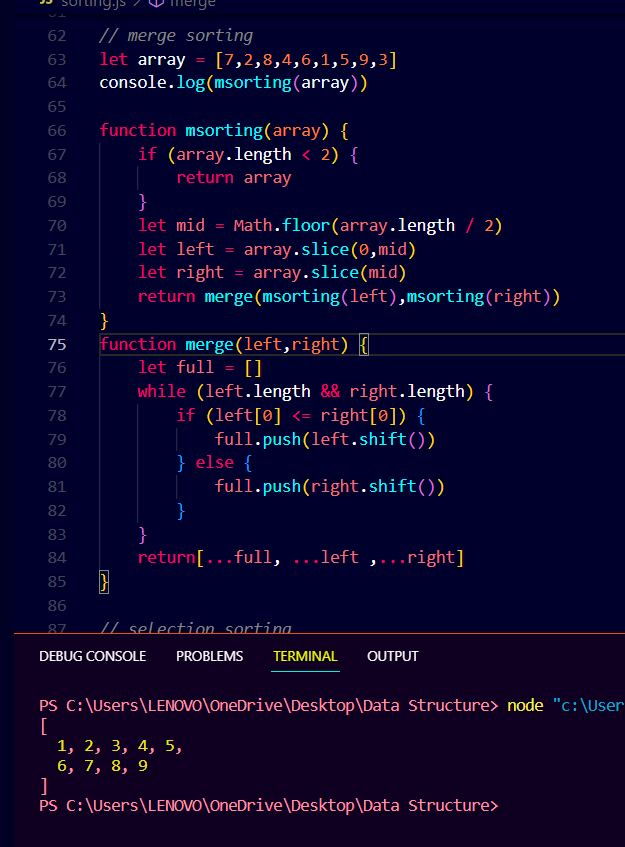 JS sorting.js > merge
61
62 // merge sorting
63 let array = [7,2,8,4,6,1,5,9,3]
64 console.log(msorting(array))
65
66 function msorting(array) {
67 if (array.length < 2) {
68 return array
69 }
70 let mid = Math.floor(array.length / 2)
71 let left = array.slice(0,mid)
72 let right = array.slice(mid)
73 return merge(msorting(left),msorting(right))
74 }
75 function merge(left,right) {
76 let full = []
77 while (left.length && right.length) {
78 if (left[0] <= right[0]) {
79 full.push(left.shift())
80 } else {
81 full.push(right.shift())
82 }
83 }
84 return[...full, ...left ,...right]
85 }
86
87 // selection sorting
DEBUG CONSOLE PROBLEMS TERMINAL OUTPUT
PS C:\Users\LENOVO\OneDrive\Desktop\Data Structure> node "c:\User
[
1, 2, 3, 4, 5,
6, 7, 8, 9
]
PS C:\Users\LENOVO\OneDrive\Desktop\Data Structure>